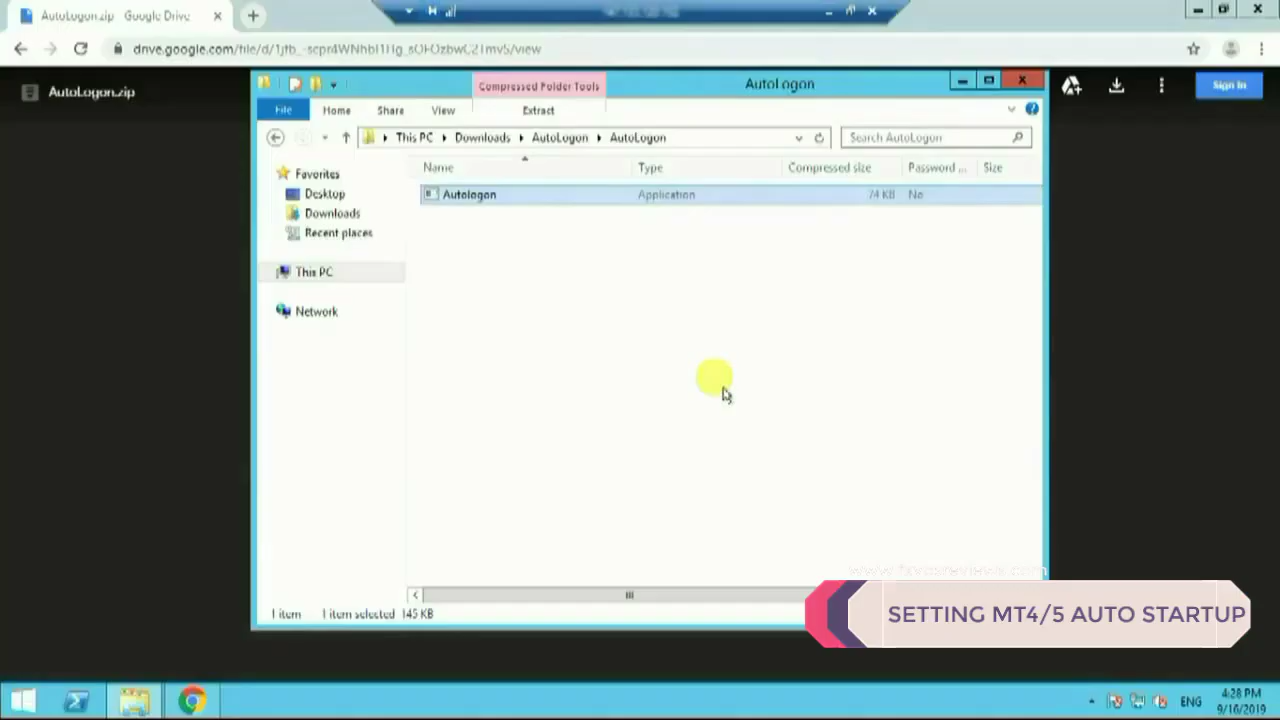 AutoLogon.zip - Google Drive
AutoLogon.zip
Sign in
Compressed Folder Tools
AutoLogon
File Home Share View Extract
This PC Downloads AutoLogon AutoLogon
Search AutoLogon
Name Type Compressed size Password ... Size
Autologon Application 74 KB No
Favorites
Desktop
Downloads
Recent places
This PC
Network
1 item 1 item selected 145 KB
SETTING MT4/5 AUTO STARTUP
ENG
4:28 PM
9/16/2019